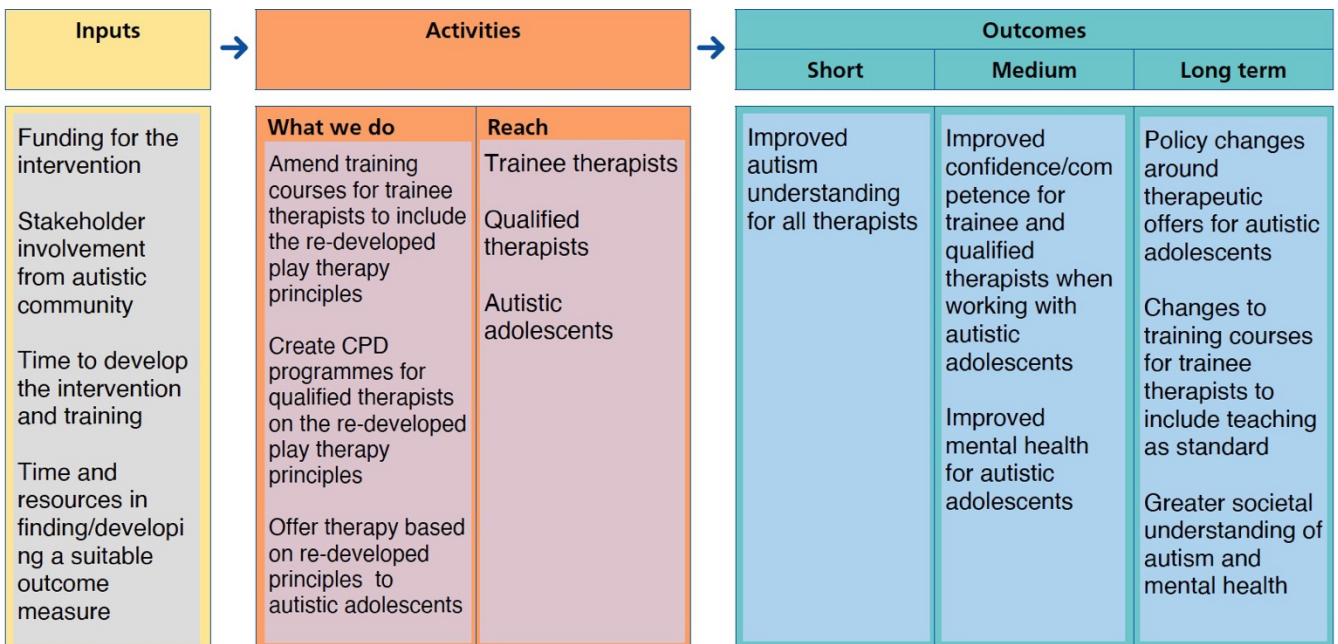 Inputs
Activities
Outcomes
Short
Medium
Long term
Funding for the
intervention
Stakeholder
involvement
from autistic
community
Time to develop
the intervention
and training
Time and
resources in
finding/developi
ng a suitable
outcome
measure
What we do
Amend training
courses for trainee
therapists to include
the re-developed
play therapy
principles
Create CPD
programmes for
qualified therapists
on the re-developed
play therapy
principles
Offer therapy based
on re-developed
principles to
autistic adolescents
Reach
Trainee therapists
Qualified
therapists
Autistic
adolescents
Improved
autism
understanding
for all therapists
Improved
confidence/com
petence for
trainee and
qualified
therapists when
working with
autistic
adolescents
Improved
mental health
for autistic
adolescents
Policy changes
around
therapeutic
offers for autistic
adolescents
Changes to
training courses
for trainee
therapists to
include teaching
as standard
Greater societal
understanding of
autism and
mental health